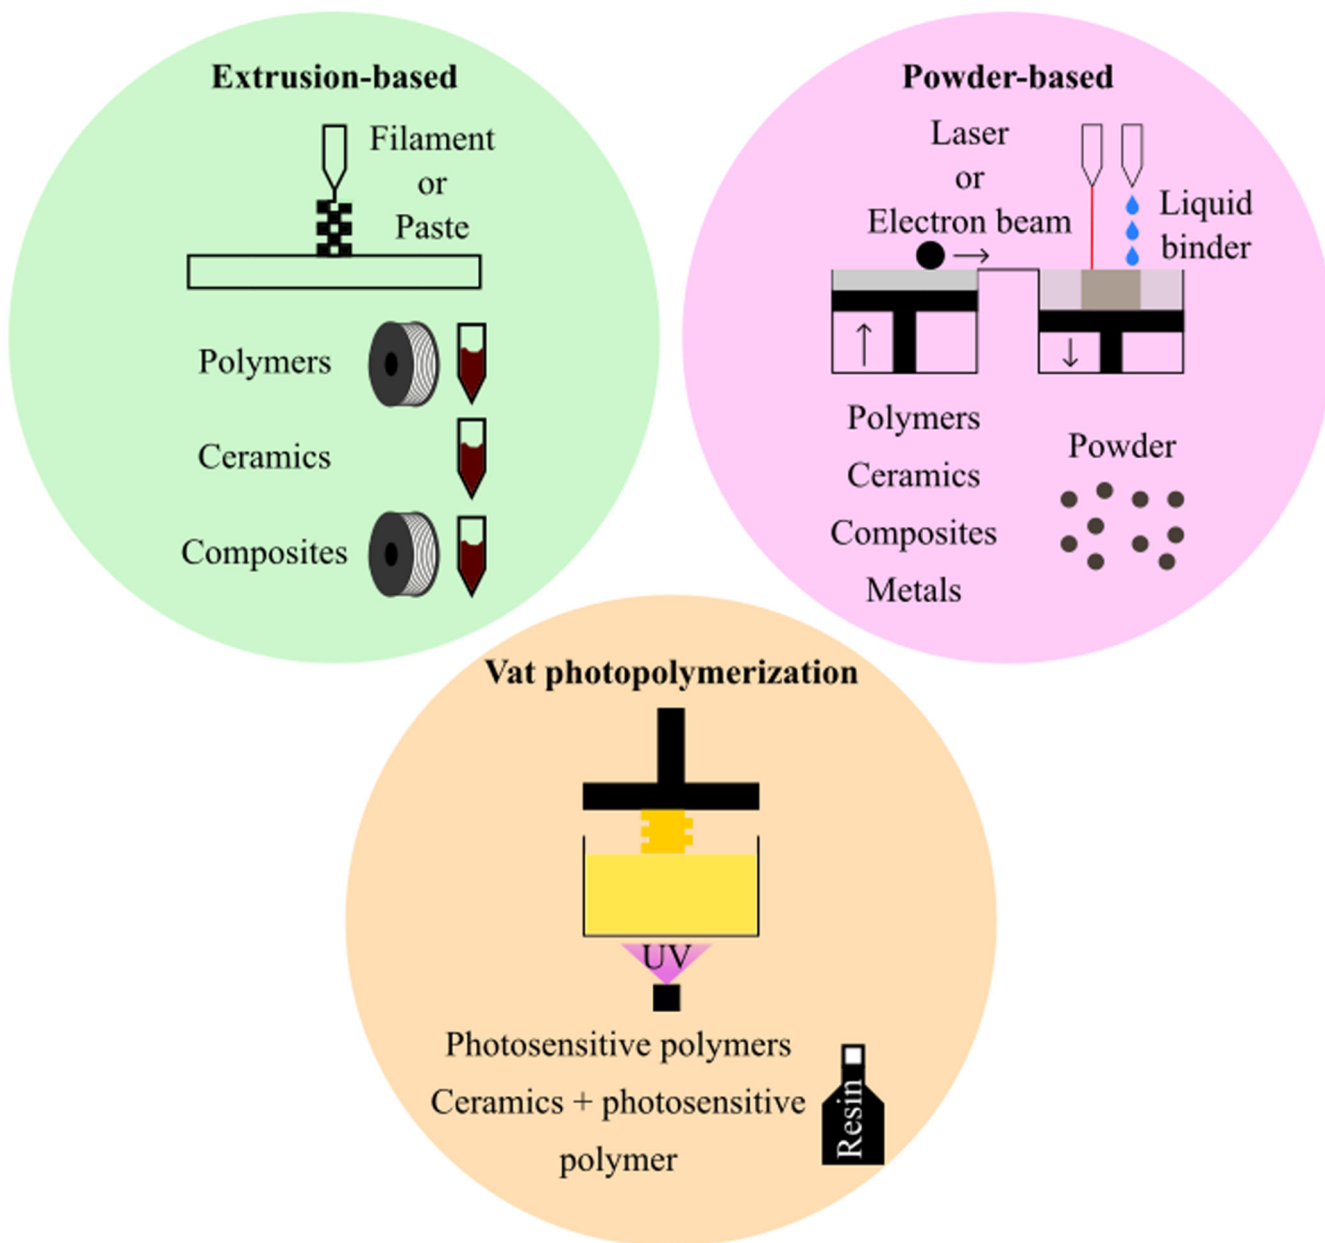 Extrusion-based
Filament
or
Paste
Polymers
Ceramics
Composites
Powder-based
Laser
or
Electron beam
Liquid
binder
Polymers
Ceramics
Composites
Metals
Powder
Vat photopolymerization
UV
Photosensitive polymers
Ceramics + photosensitive
polymer
Resin